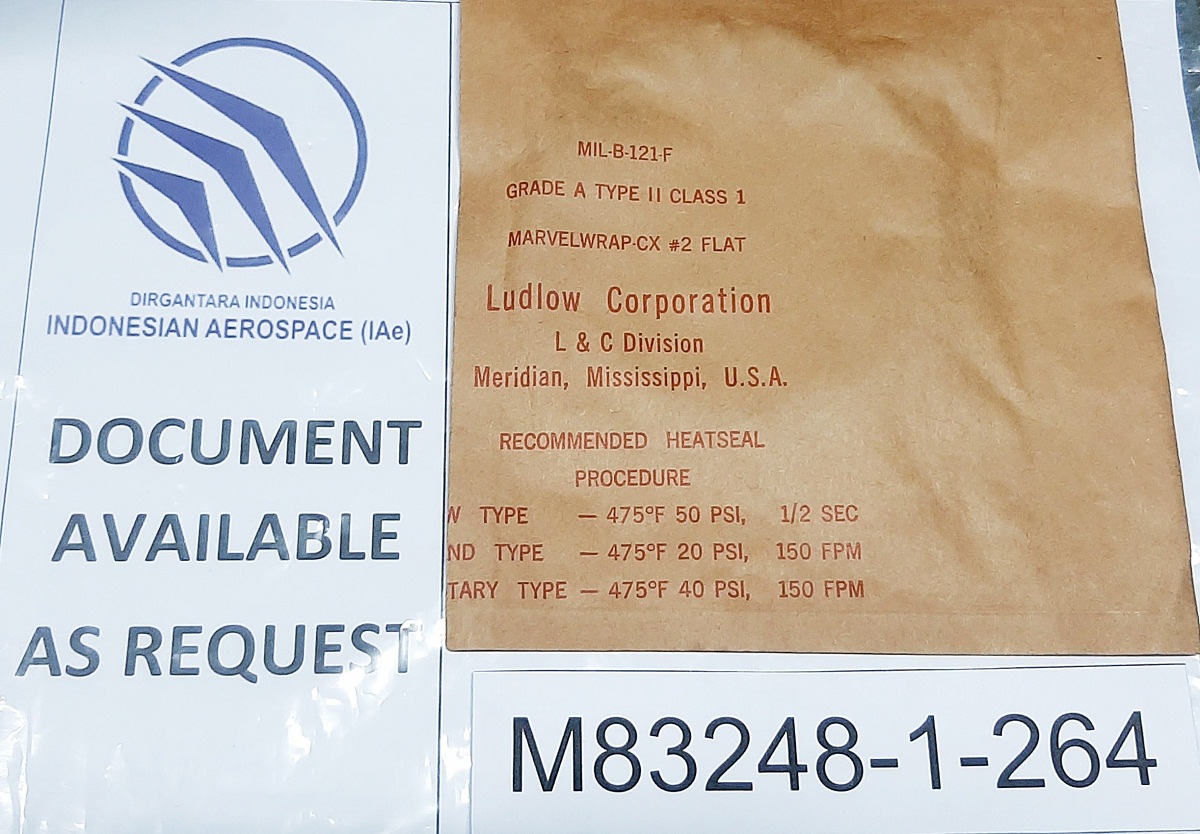 DIRGANTARA INDONESIA
INDONESIAN AEROSPACE (IAe)
DOCUMENT
AVAILABLE
AS REQUEST
MIL-B-121-F
GRADE A TYPE II CLASS 1
MARVELWRAP-CX #2 FLAT
Ludlow Corporation
L & C Division
Meridian, Mississippi, U.S.A.
RECOMMENDED HEATSEAL
PROCEDURE
W TYPE — 475°F 50 PSI, 1/2 SEC
ND TYPE — 475°F 20 PSI, 150 FPM
TARY TYPE — 475°F 40 PSI, 150 FPM
M83248-1-264